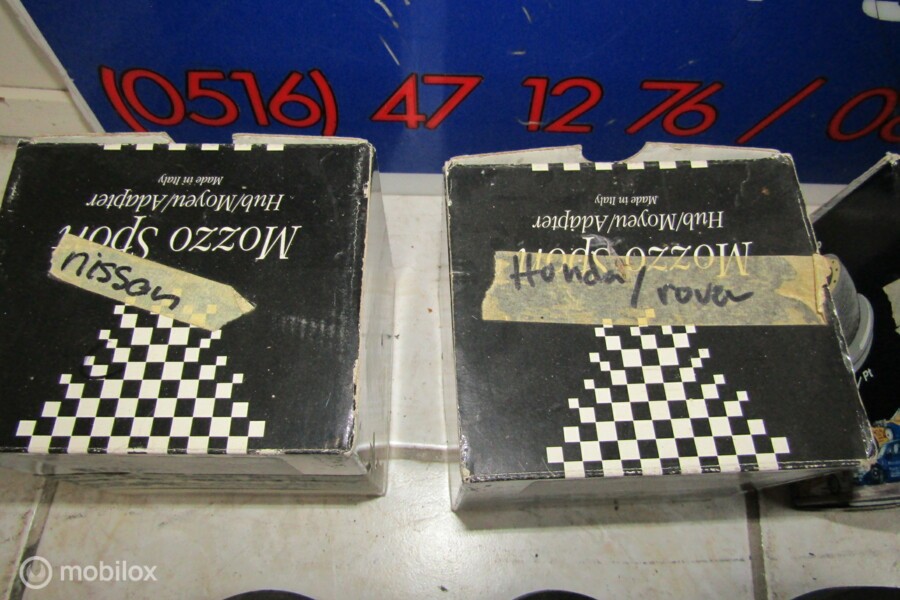 (0516) 47 12 76 / 0
Mozzo Sport
Hub/Moyeu/Adapter
Made in Italy
nissan
Mozzo Sport
Hub/Moyeu/Adapter
Made in Italy
Honda / rover
mobilox